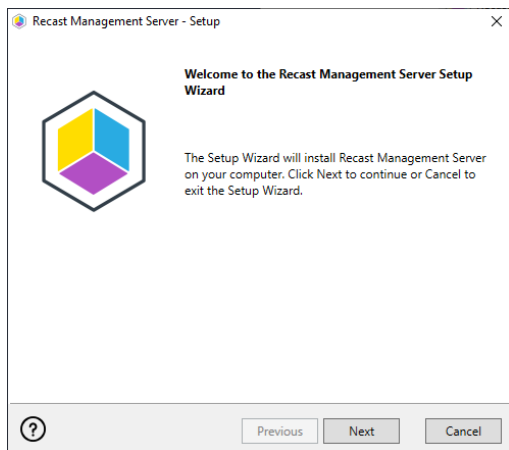 Recast Management Server - Setup
Welcome to the Recast Management Server Setup
Wizard
The Setup Wizard will install Recast Management Server
on your computer. Click Next to continue or Cancel to
exit the Setup Wizard.
?
Previous
Next
Cancel